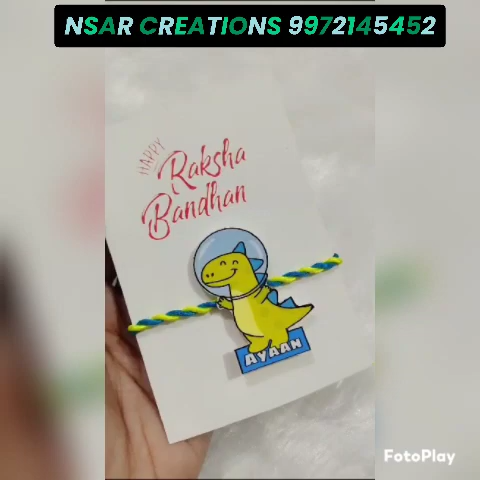 NSAR CREATIONS 9972145452
HAPPY
Raksha
Bandhan
AYAAN
FotoPlay